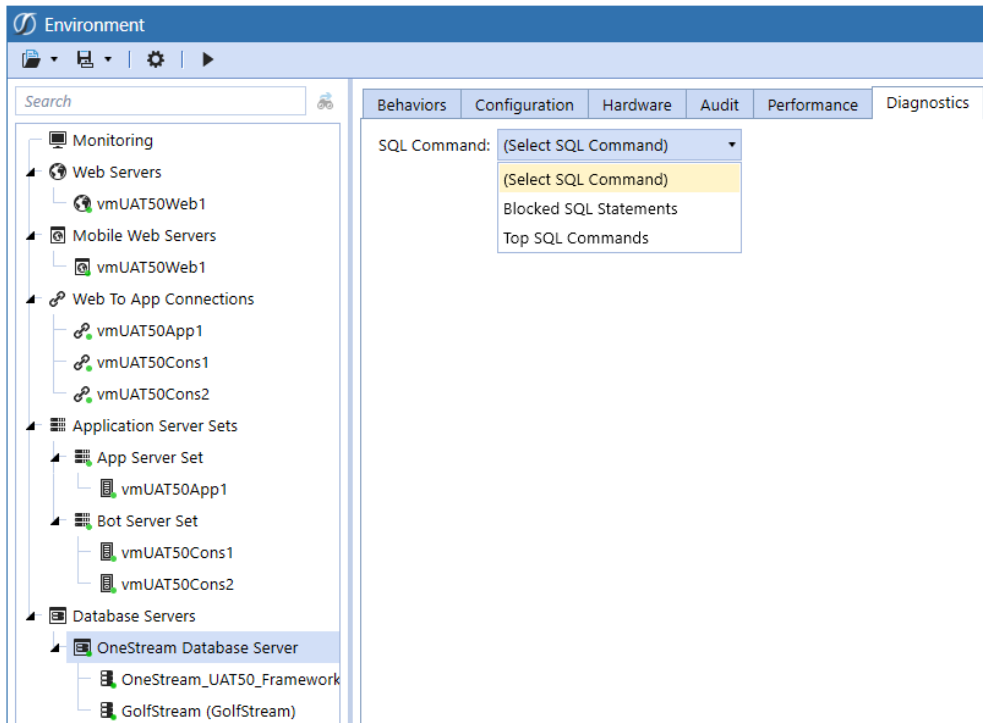 Environment
Search
Monitoring
Web Servers
vmUAT50Web1
Mobile Web Servers
vmUAT50Web1
Web To App Connections
vmUAT50App1
vmUAT50Cons1
vmUAT50Cons2
Application Server Sets
App Server Set
vmUAT50App1
Bot Server Set
vmUAT50Cons1
vmUAT50Cons2
Database Servers
OneStream Database Server
OneStream_UAT50_Framework
GolfStream (GolfStream)
Behaviors Configuration Hardware Audit Performance Diagnostics
SQL Command: (Select SQL Command)
(Select SQL Command)
Blocked SQL Statements
Top SQL Commands